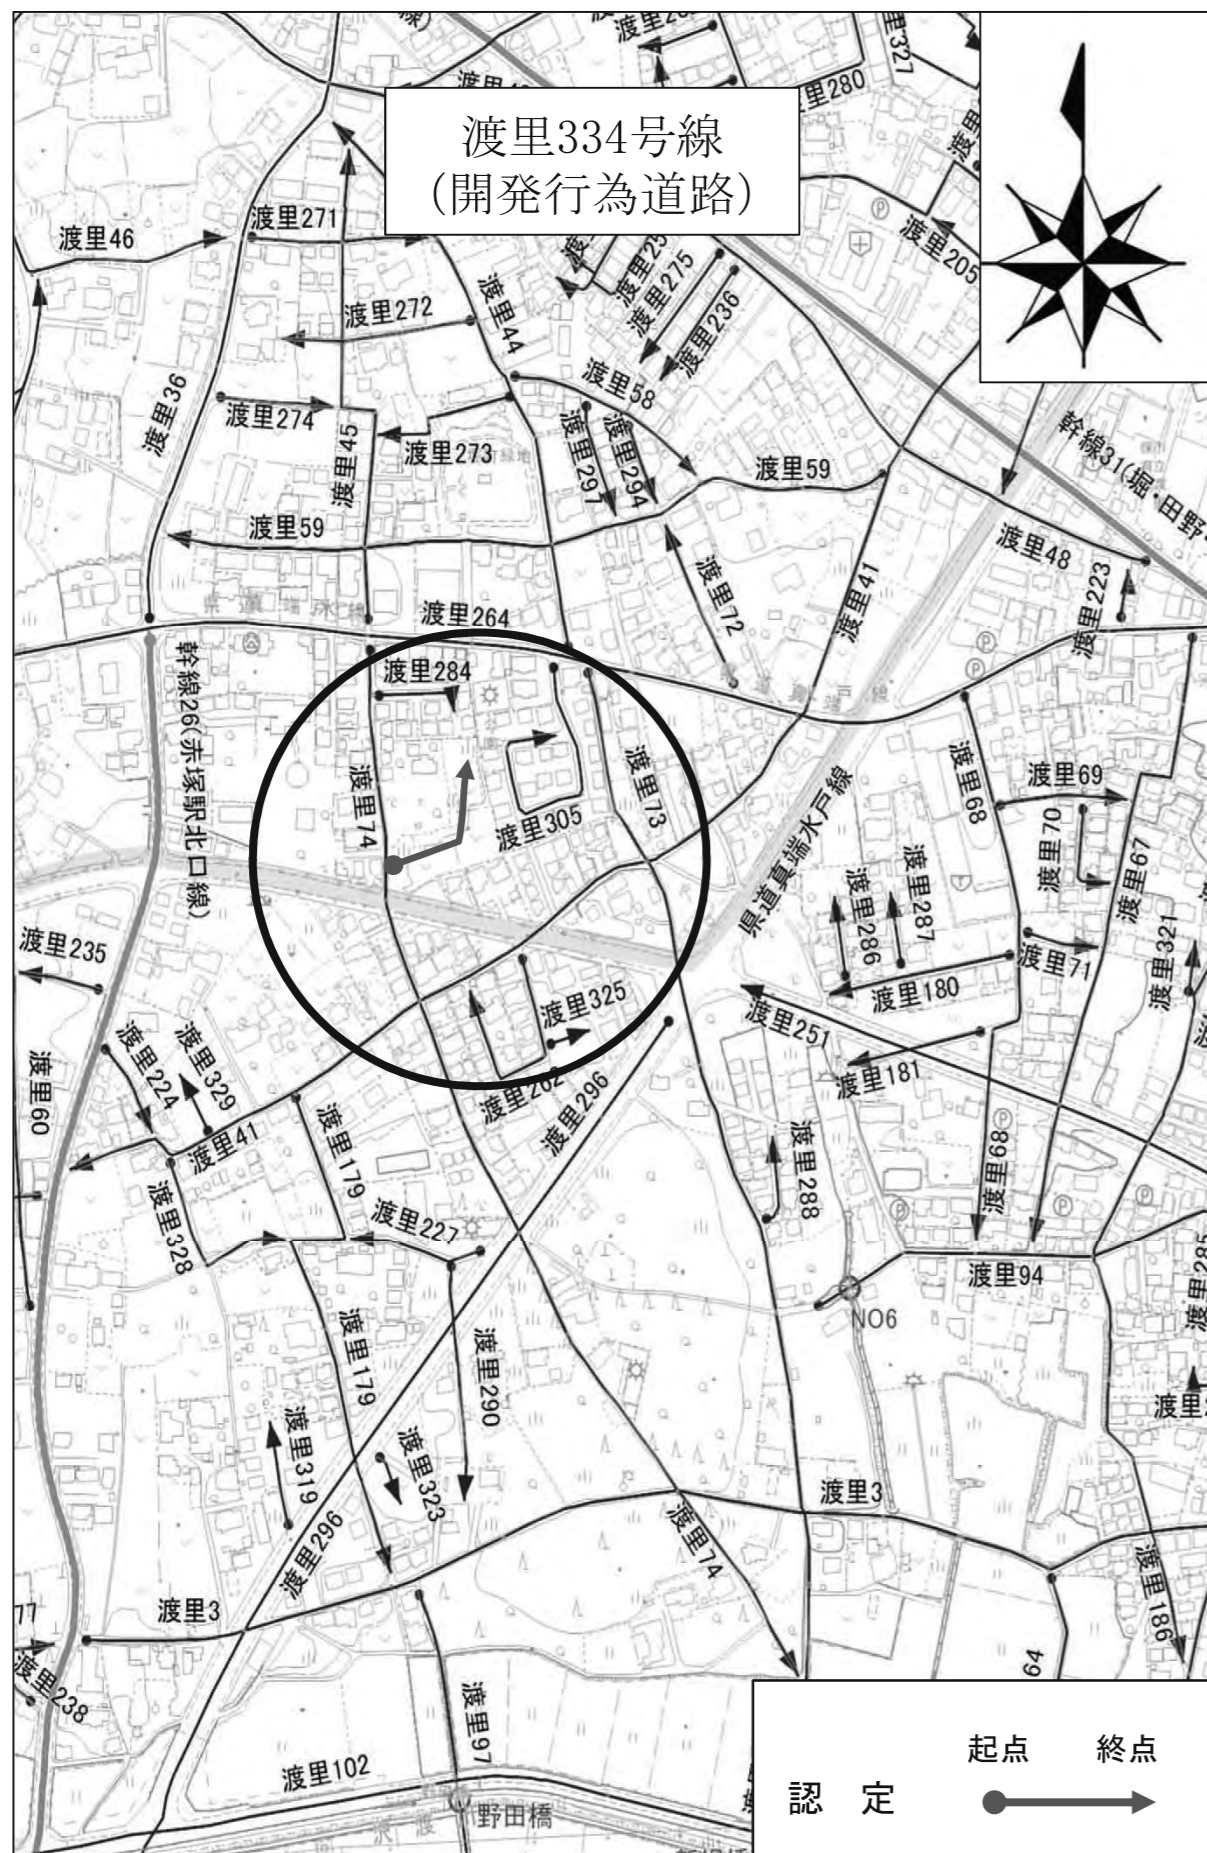 渡里334号線
(開発行為道路)
渡里280
渡里327
渡里271
渡里46
渡里205
渡里272
渡里44
渡里275
渡里236
渡里36
渡里58
渡里274
渡里45
渡里273
渡里297
渡里294
渡里59
幹線31(堀・田野・
渡里59
渡里48
渡里72
渡里41
渡里223
県道真端水戸線
渡里264
渡里284
幹線26(赤塚駅北口線)
渡里74
渡里305
渡里73
県道真端水戸線
渡里68
渡里69
渡里70
渡里67
渡里286
渡里287
渡里321
渡里71
渡里180
渡里235
渡里325
渡里251
渡里224
渡里329
渡里60
渡里262
渡里296
渡里181
渡里41
渡里179
渡里288
渡里68
渡里328
渡里227
渡里94
渡里285
NO6
渡里179
渡里290
渡里319
渡里323
渡里3
渡里296
渡里74
渡里3
渡里186
77
渡里238
64
渡里97
渡里102
野田橋
起点 終点
認 定